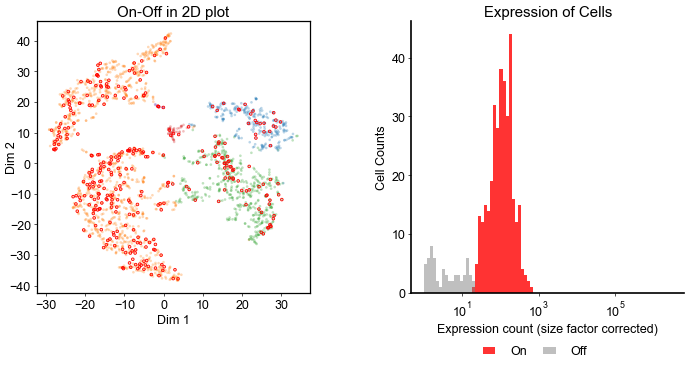 On-Off in 2D plot
40
30
20
10
0
−10
−20
−30
−40
Dim 2
−30 −20 −10 0 10 20 30
Dim 1
Expression of Cells
40
30
20
10
0
Cell Counts
10^1 10^3 10^5
Expression count (size factor corrected)
On Off